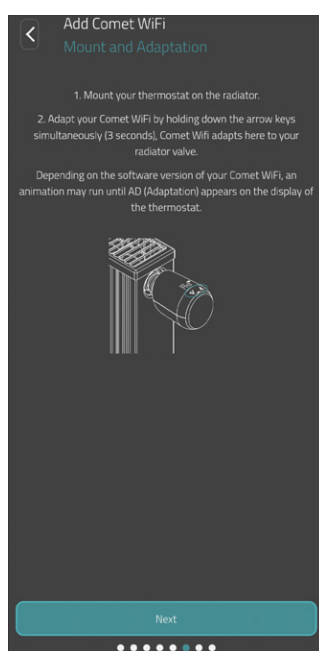 Add Comet WiFi
Mount and Adaptation
1. Mount your thermostat on the radiator.
2. Adapt your Comet WiFi by holding down the arrow keys
simultaneously (3 seconds), Comet Wifi adapts here to your
radiator valve.
Depending on the software version of your Comet WiFi, an
animation may run until AD (Adaptation) appears on the display of
the thermostat.
Next